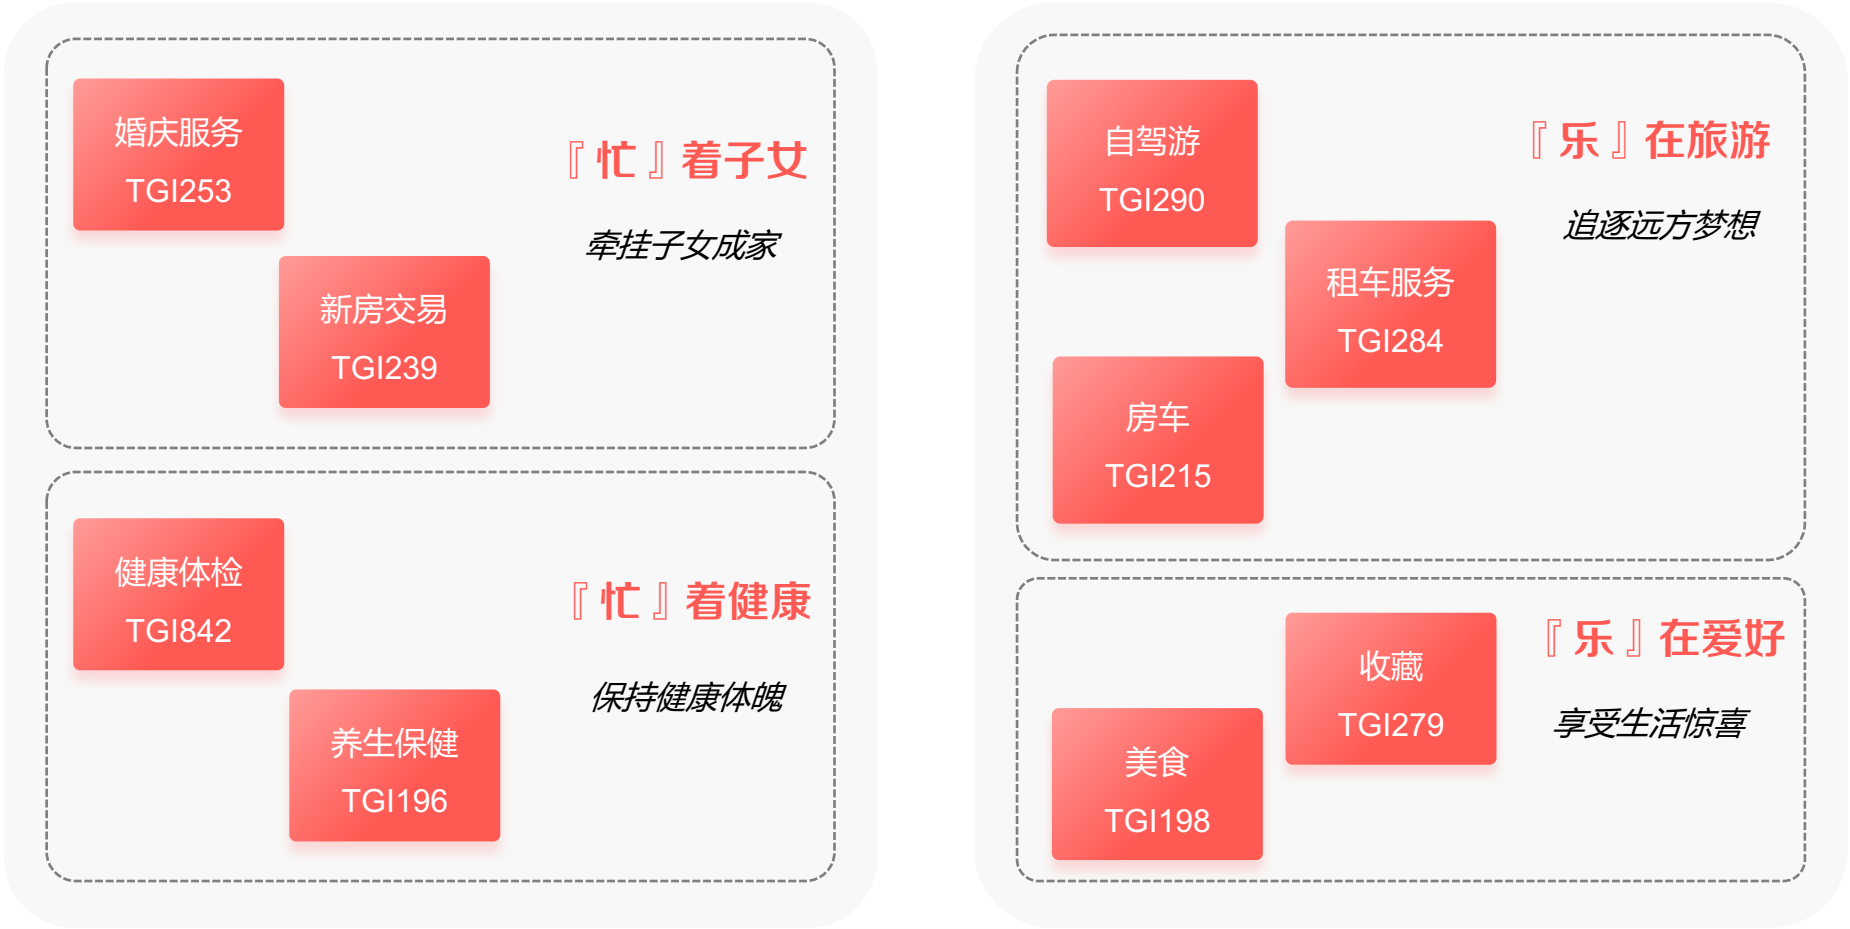 婚庆服务
TGI253
新房交易
TGI239
『忙』着子女
牵挂子女成家
健康体检
TGI842
养生保健
TGI196
『忙』着健康
保持健康体魄
自驾游
TGI290
租车服务
TGI284
房车
TGI215
『乐』在旅游
追逐远方梦想
收藏
TGI279
美食
TGI198
『乐』在爱好
享受生活惊喜